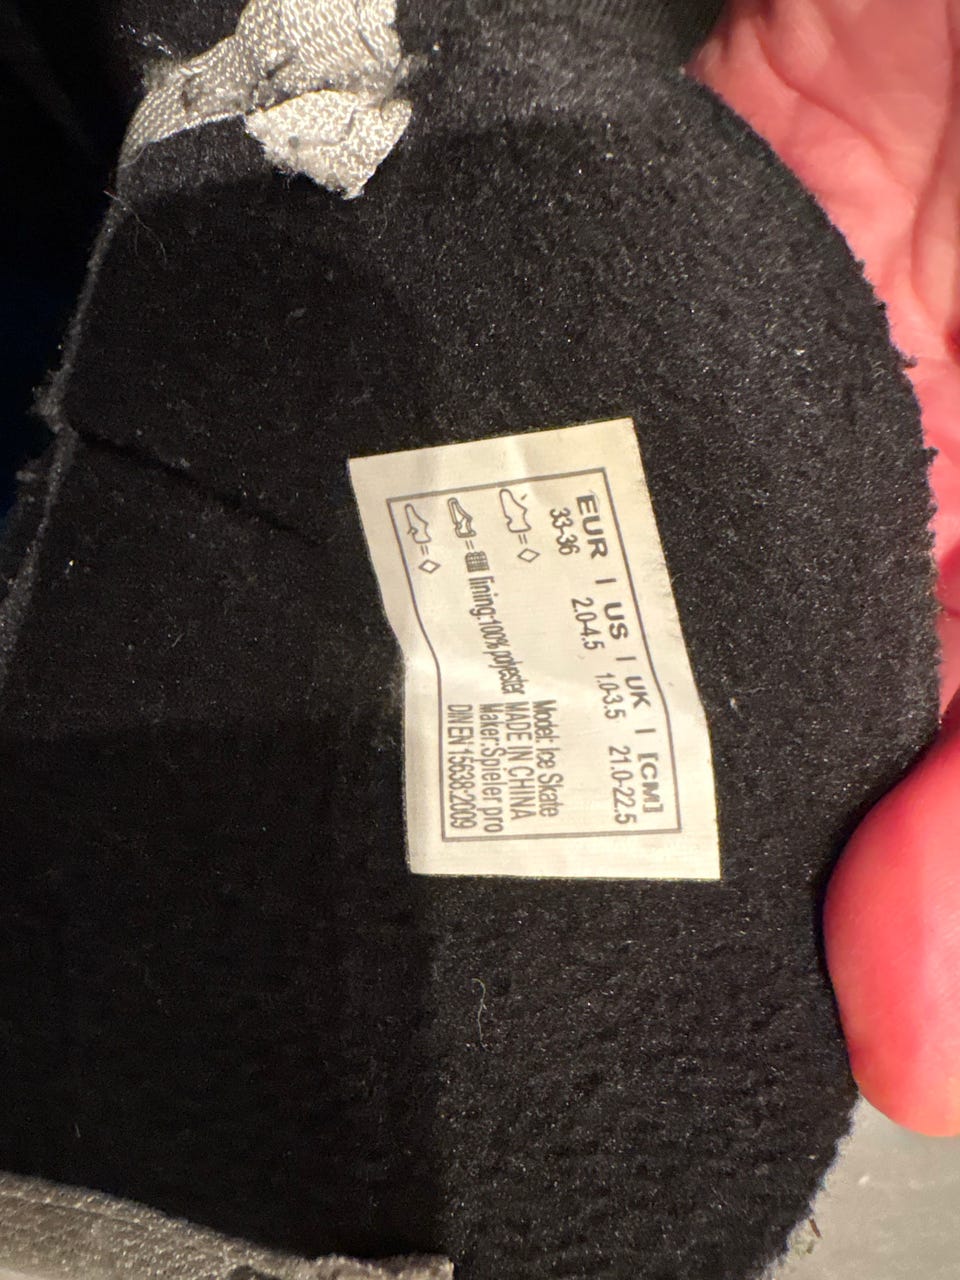 EUR | US | UK | [CM]
33-36 2.0-4.5 1.0-3.5 21.0-22.5
= ◇
= lining:100% polyester
= ◇
Model: Ice Skate
MADE IN CHINA
Maker:Spieler pro
DIN EN 15638:2009